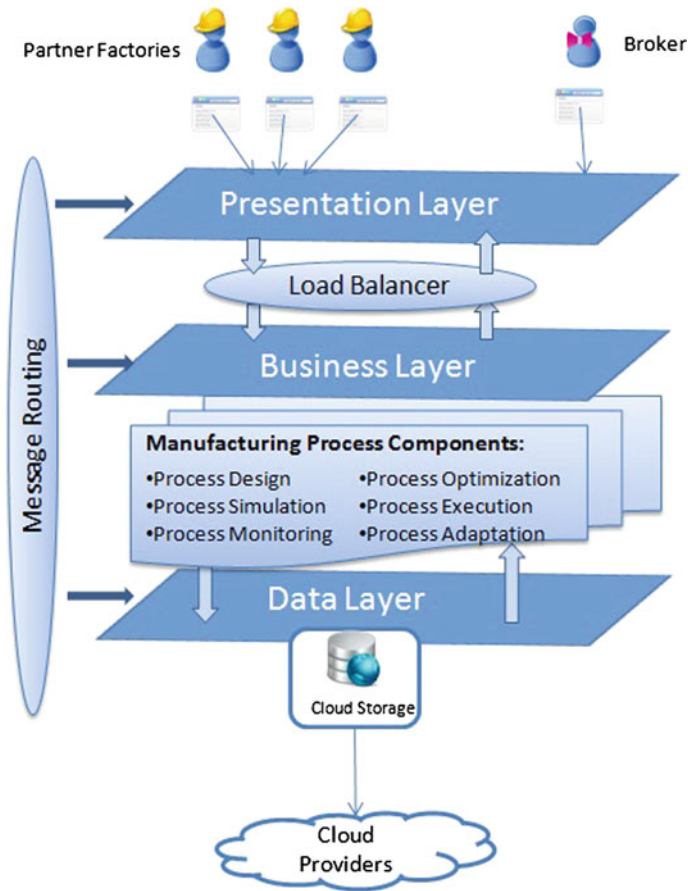 Partner Factories
Broker
Presentation Layer
Load Balancer
Business Layer
Message Routing
Manufacturing Process Components:
•Process Design
•Process Optimization
•Process Simulation
•Process Execution
•Process Monitoring
•Process Adaptation
Data Layer
Cloud Storage
Cloud
Providers